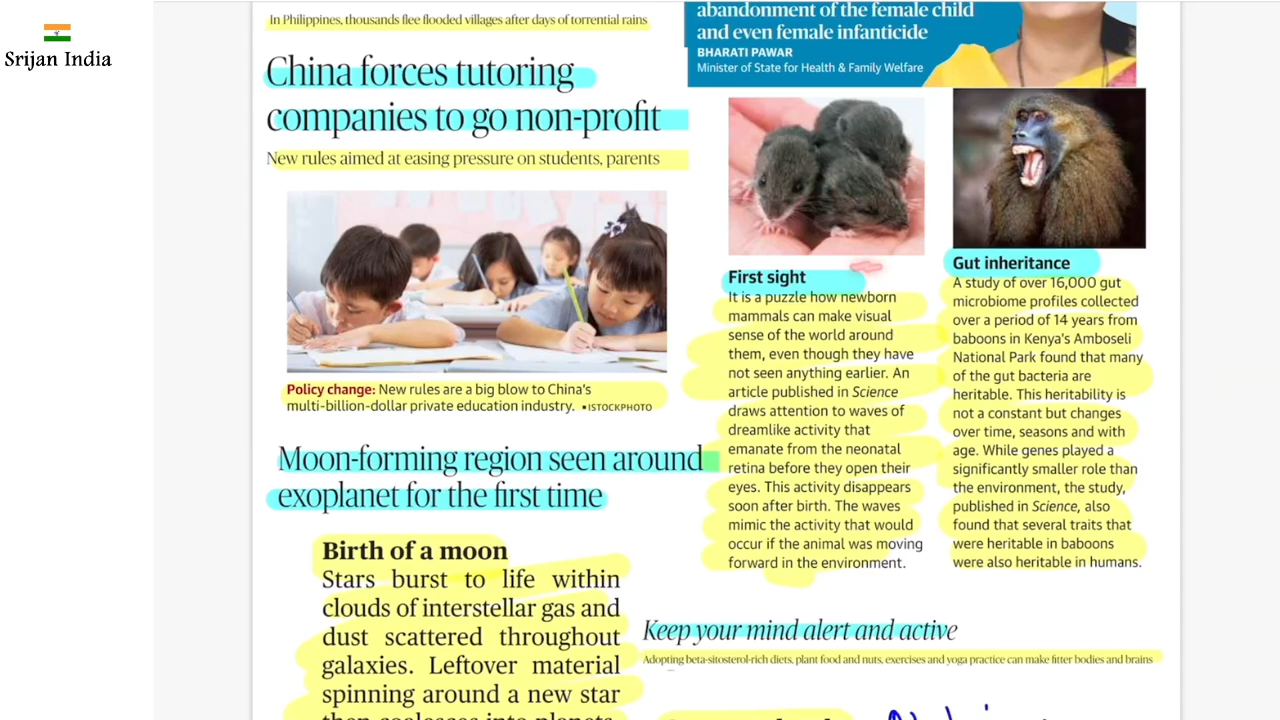 Srijan India
In Philippines, thousands flee flooded villages after days of torrential rains
China forces tutoring
companies to go non-profit
New rules aimed at easing pressure on students, parents
Policy change: New rules are a big blow to China's
multi-billion-dollar private education industry. ▪ISTOCKPHOTO
Moon-forming region seen around
exoplanet for the first time
Birth of a moon
Stars burst to life within
clouds of interstellar gas and
dust scattered throughout
galaxies. Leftover material
spinning around a new star
then coalesces into planets,
abandonment of the female child
and even female infanticide
BHARATI PAWAR
Minister of State for Health & Family Welfare
First sight
It is a puzzle how newborn
mammals can make visual
sense of the world around
them, even though they have
not seen anything earlier. An
article published in Science
draws attention to waves of
dreamlike activity that
emanate from the neonatal
retina before they open their
eyes. This activity disappears
soon after birth. The waves
mimic the activity that would
occur if the animal was moving
forward in the environment.
Gut inheritance
A study of over 16,000 gut
microbiome profiles collected
over a period of 14 years from
baboons in Kenya's Amboseli
National Park found that many
of the gut bacteria are
heritable. This heritability is
not a constant but changes
over time, seasons and with
age. While genes played a
significantly smaller role than
the environment, the study,
published in Science, also
found that several traits that
were heritable in baboons
were also heritable in humans.
Keep your mind alert and active
Adopting beta-sitosterol-rich diets, plant food and nuts, exercises and yoga practice can make fitter bodies and brains